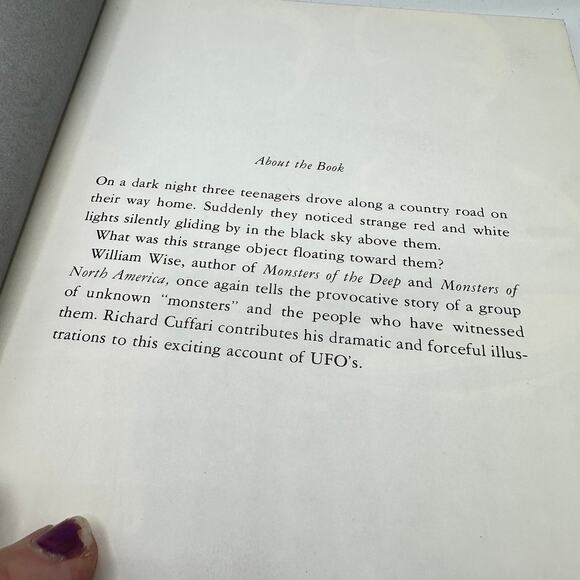 About the Book
On a dark night three teenagers drove along a country road on
their way home. Suddenly they noticed strange red and white
lights silently gliding by in the black sky above them.
What was this strange object floating toward them?
William Wise, author of Monsters of the Deep and Monsters of
North America, once again tells the provocative story of a group
of unknown "monsters" and the people who have witnessed
them. Richard Cuffari contributes his dramatic and forceful illus-
trations to this exciting account of UFO's.